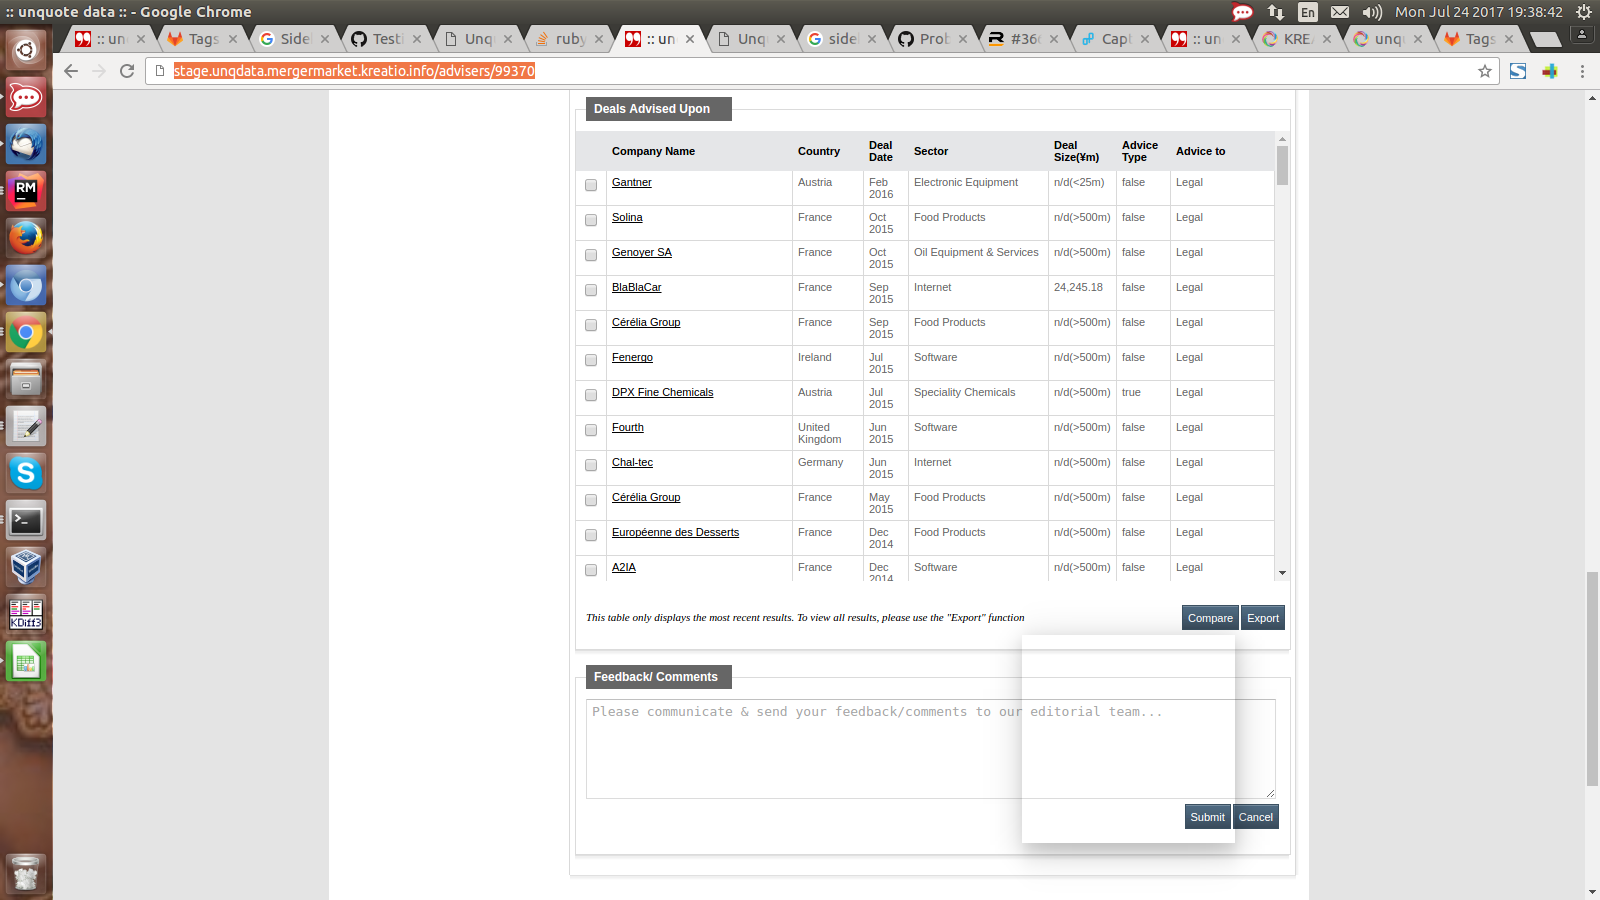 :: unquote data :: - Google Chrome
En
Mon Jul 24 2017 19:38:42
:: un
Tags
Side
Testi
Unq
ruby
:: un
Unq
side
Prob
#36
Capt
:: un
KRE
unq
Tags
stage.unqdata.mergermarket.kreatio.info/advisers/99370
Deals Advised Upon
Company Name Country Deal Date Sector Deal Size(¥m) Advice Type Advice to
Gantner Austria Feb 2016 Electronic Equipment n/d(<25m) false Legal
Solina France Oct 2015 Food Products n/d(>500m) false Legal
Genoyer SA France Oct 2015 Oil Equipment & Services n/d(>500m) false Legal
BlaBlaCar France Sep 2015 Internet 24,245.18 false Legal
Cérélia Group France Sep 2015 Food Products n/d(>500m) false Legal
Fenergo Ireland Jul 2015 Software n/d(>500m) false Legal
DPX Fine Chemicals Austria Jul 2015 Speciality Chemicals n/d(>500m) true Legal
Fourth United Kingdom Jun 2015 Software n/d(>500m) false Legal
Chal-tec Germany Jun 2015 Internet n/d(>500m) false Legal
Cérélia Group France May 2015 Food Products n/d(>500m) false Legal
Européenne des Desserts France Dec 2014 Food Products n/d(>500m) false Legal
A2IA France Dec 2014 Software n/d(>500m) false Legal
This table only displays the most recent results. To view all results, please use the "Export" function
Compare Export
Feedback/ Comments
Please communicate & send your feedback/comments to our editorial team...
Submit Cancel
RM
KDiff3